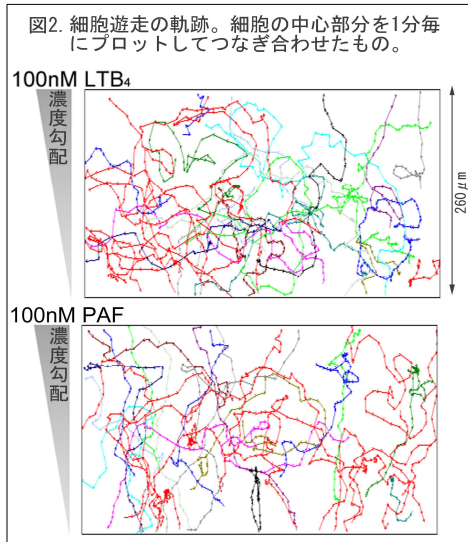 図2. 細胞遊走の軌跡。細胞の中心部分を1分毎
にプロットしてつなぎ合わせたもの。
100nM LTB₄
濃度勾配
260μm
100nM PAF
濃度勾配